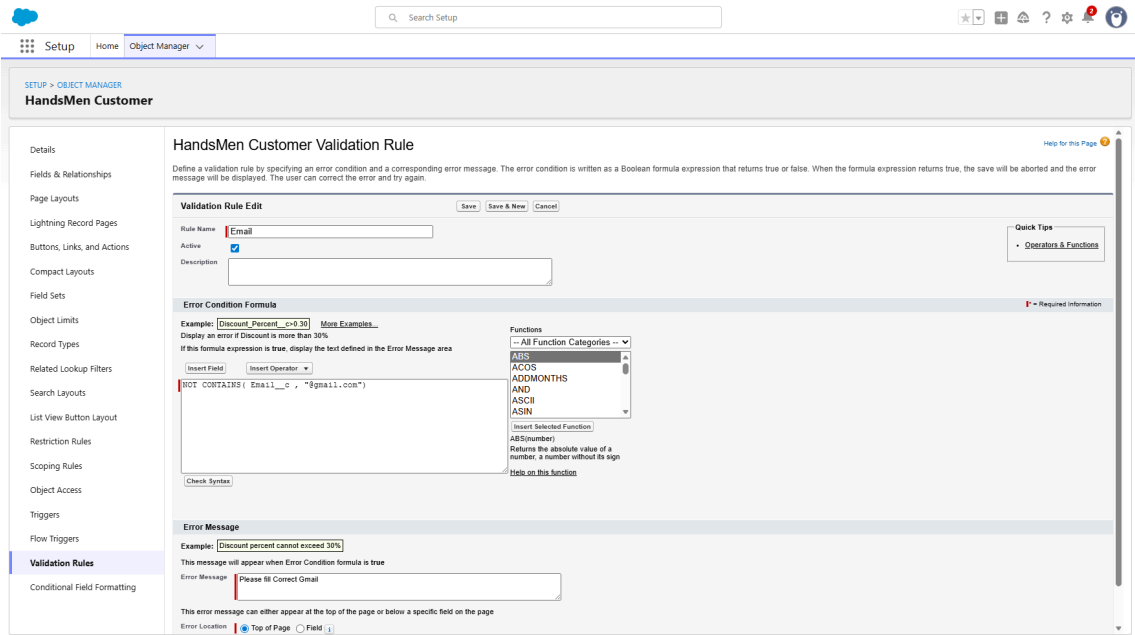 Search Setup
2
Setup
Home
Object Manager
SETUP > OBJECT MANAGER
HandsMen Customer
Details
Fields & Relationships
Page Layouts
Lightning Record Pages
Buttons, Links, and Actions
Compact Layouts
Field Sets
Object Limits
Record Types
Related Lookup Filters
Search Layouts
List View Button Layout
Restriction Rules
Scoping Rules
Object Access
Triggers
Flow Triggers
Validation Rules
Conditional Field Formatting
HandsMen Customer Validation Rule
Help for this Page
Define a validation rule by specifying an error condition and a corresponding error message. The error condition is written as a Boolean formula expression that returns true or false. When the formula expression returns true, the save will be aborted and the error
message will be displayed. The user can correct the error and try again.
Validation Rule Edit
Save
Save & New
Cancel
Rule Name
Email
Active
Description
Quick Tips
• Operators & Functions
Error Condition Formula
= Required Information
Example: Discount_Percent__c>0.30 More Examples...
Display an error if Discount is more than 30%
If this formula expression is true, display the text defined in the Error Message area
Insert Field
Insert Operator
NOT CONTAINS( Email__c , "@gmail.com")
Check Syntax
Functions
-- All Function Categories --
ABS
ACOS
ADDMONTHS
AND
ASCII
ASIN
Insert Selected Function
ABS(number)
Returns the absolute value of a
number, a number without its sign
Help on this function
Error Message
Example: Discount percent cannot exceed 30%
This message will appear when Error Condition formula is true
Error Message
Please fill Correct Gmail
This error message can either appear at the top of the page or below a specific field on the page
Error Location
Top of Page
Field
i